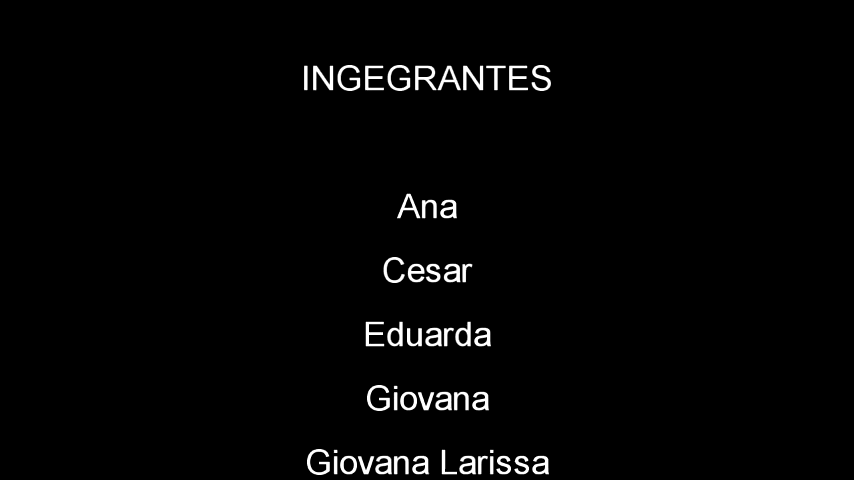 INGEGRANTES
Ana
Cesar
Eduarda
Giovana
Giovana Larissa